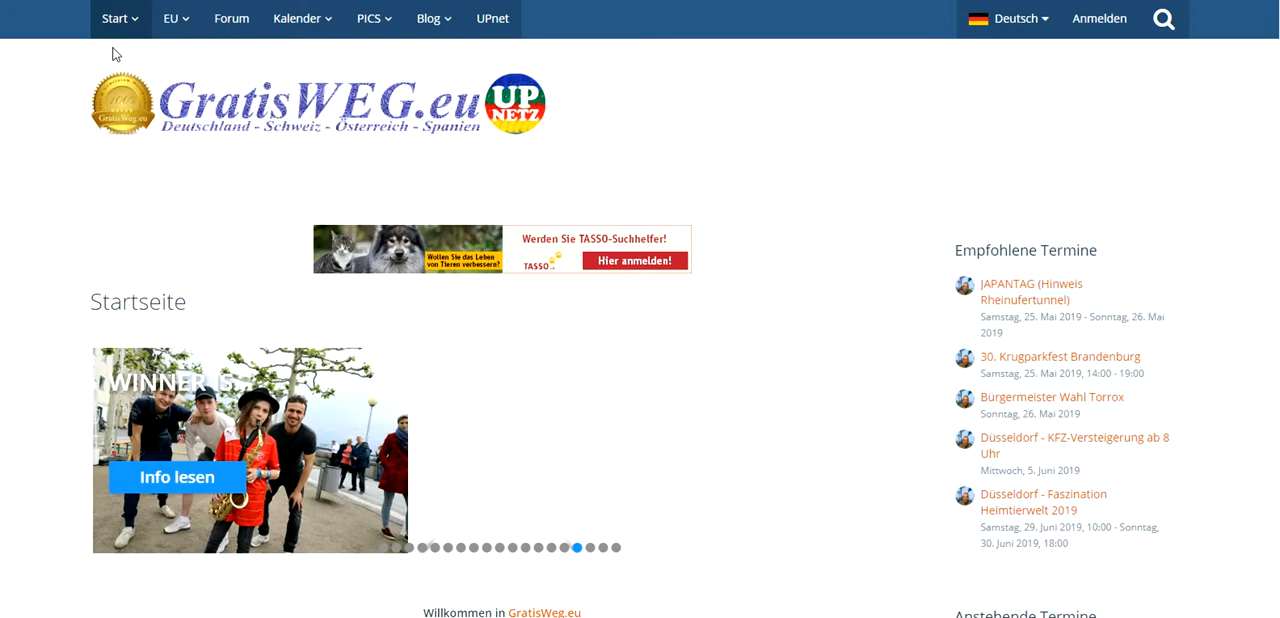 Start EU Forum Kalender PICS Blog UPnet Deutsch Anmelden
100%
GratisWeg.eu
GratisWEG.eu
Deutschland - Schweiz - Österreich - Spanien
UP
NETZ
Wollen Sie das Leben
von Tieren verbessern?
Werden Sie TASSO-Suchhelfer!
TASSO
Hier anmelden!
Startseite
WINNER IS...
Info lesen
Willkommen in GratisWeg.eu
Empfohlene Termine
JAPANTAG (Hinweis
Rheinufertunnel)
Samstag, 25. Mai 2019 - Sonntag, 26. Mai
2019
30. Krugparkfest Brandenburg
Samstag, 25. Mai 2019, 14:00 - 19:00
Bürgermeister Wahl Torrox
Sonntag, 26. Mai 2019
Düsseldorf - KFZ-Versteigerung ab 8
Uhr
Mittwoch, 5. Juni 2019
Düsseldorf - Faszination
Heimtierwelt 2019
Samstag, 29. Juni 2019, 10:00 - Sonntag,
30. Juni 2019, 18:00
Anstehende Termine